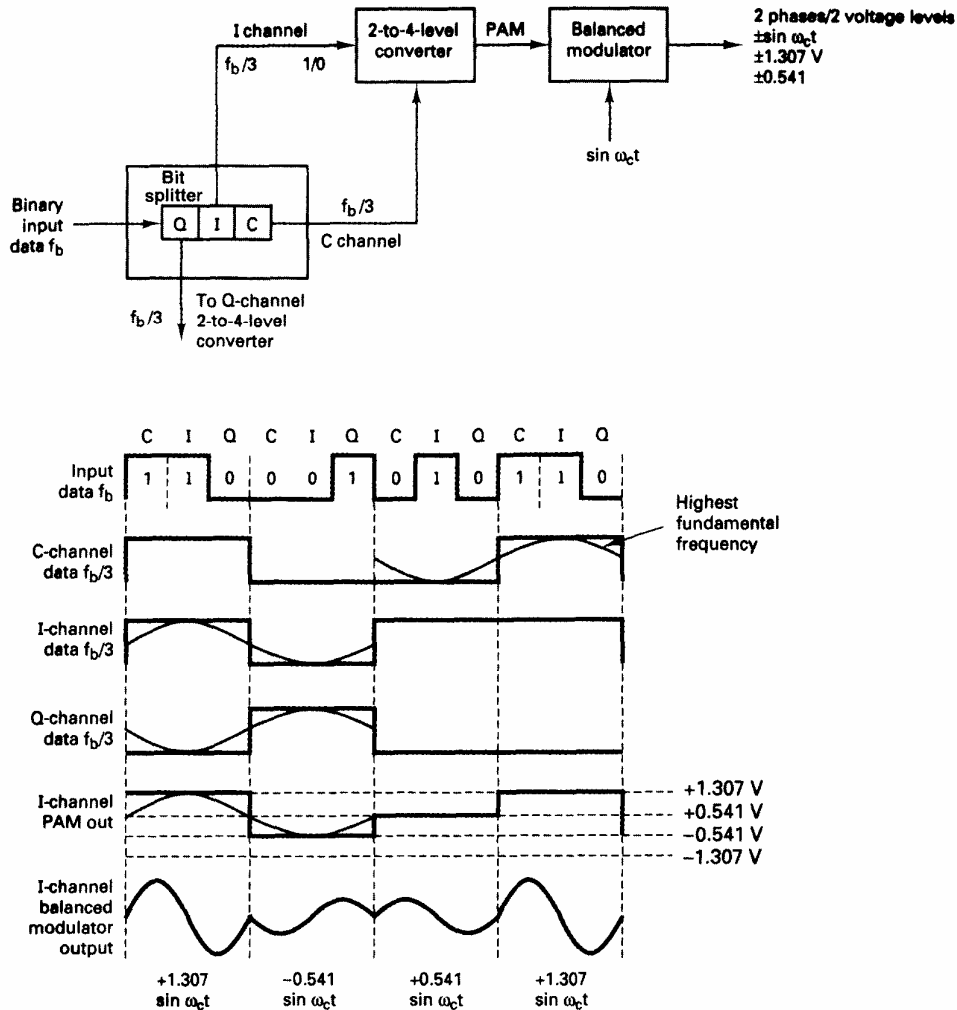 I channel
f_b/3 1/0
2-to-4-level
converter
PAM
Balanced
modulator
2 phases/2 voltage levels
±sin ω_ct
±1.307 V
±0.541
sin ω_ct
Bit
splitter
Binary
input
data f_b
Q I C
f_b/3
C channel
f_b/3
To Q-channel
2-to-4-level
converter
C I Q C I Q C I Q C I Q
Input
data f_b
1 1 0 0 0 1 0 1 0 1 1 0
Highest
fundamental
frequency
C-channel
data f_b/3
I-channel
data f_b/3
Q-channel
data f_b/3
I-channel
PAM out
+1.307 V
+0.541 V
−0.541 V
−1.307 V
I-channel
balanced
modulator
output
+1.307 −0.541 +0.541 +1.307
sin ω_ct sin ω_ct sin ω_ct sin ω_ct